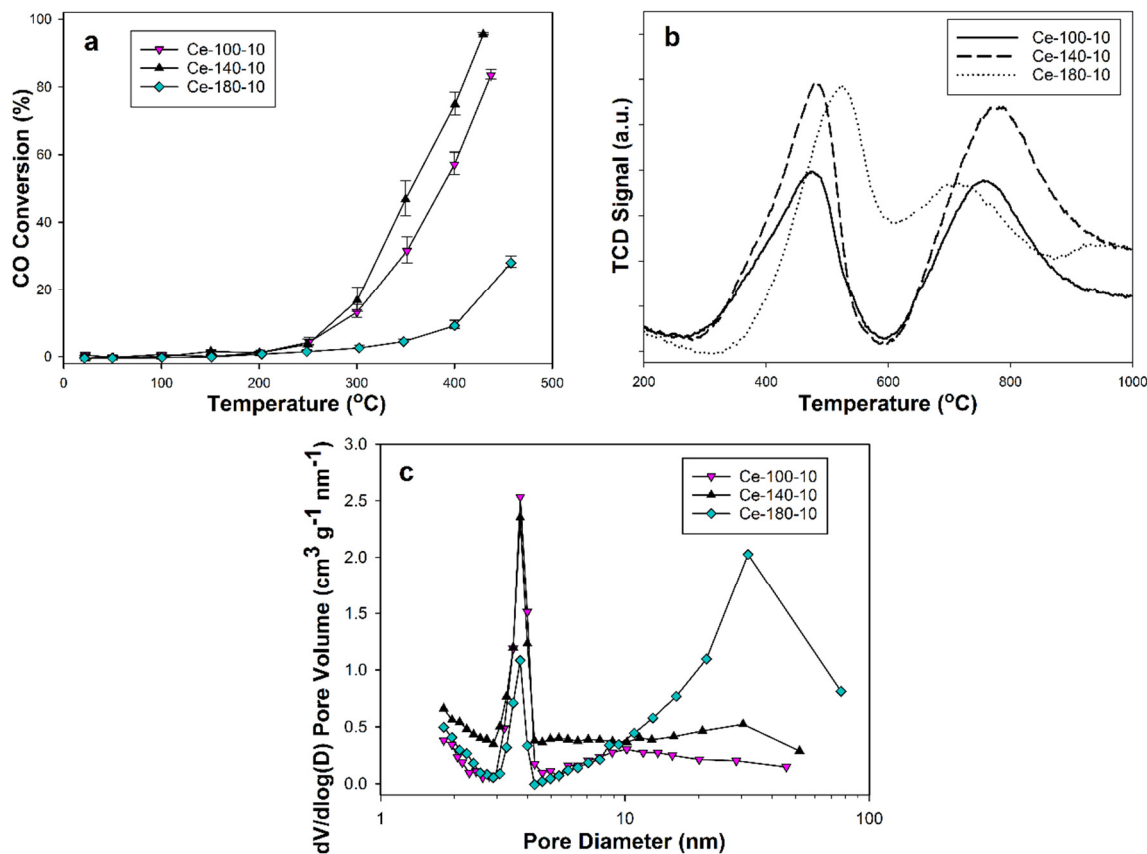 a
Ce-100-10
Ce-140-10
Ce-180-10
CO Conversion (%)
100
80
60
40
20
0
0 100 200 300 400 500
Temperature (°C)
b
Ce-100-10
Ce-140-10
Ce-180-10
TCD Signal (a.u.)
200 400 600 800 1000
Temperature (°C)
c
Ce-100-10
Ce-140-10
Ce-180-10
dV/dlog(D) Pore Volume (cm³ g⁻¹ nm⁻¹)
3.0
2.5
2.0
1.5
1.0
0.5
0.0
1 10 100
Pore Diameter (nm)